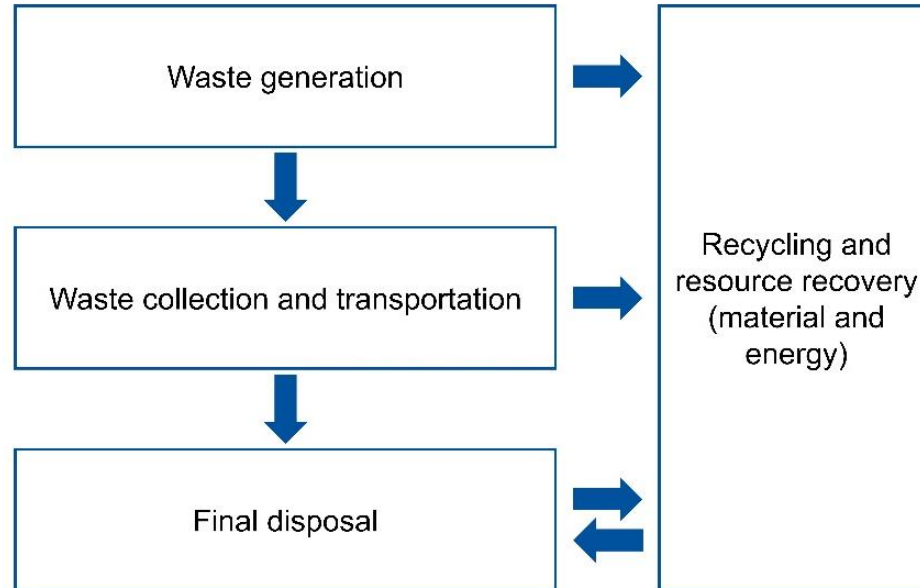 Waste generation
Waste collection and transportation
Final disposal
Recycling and
resource recovery
(material and
energy)